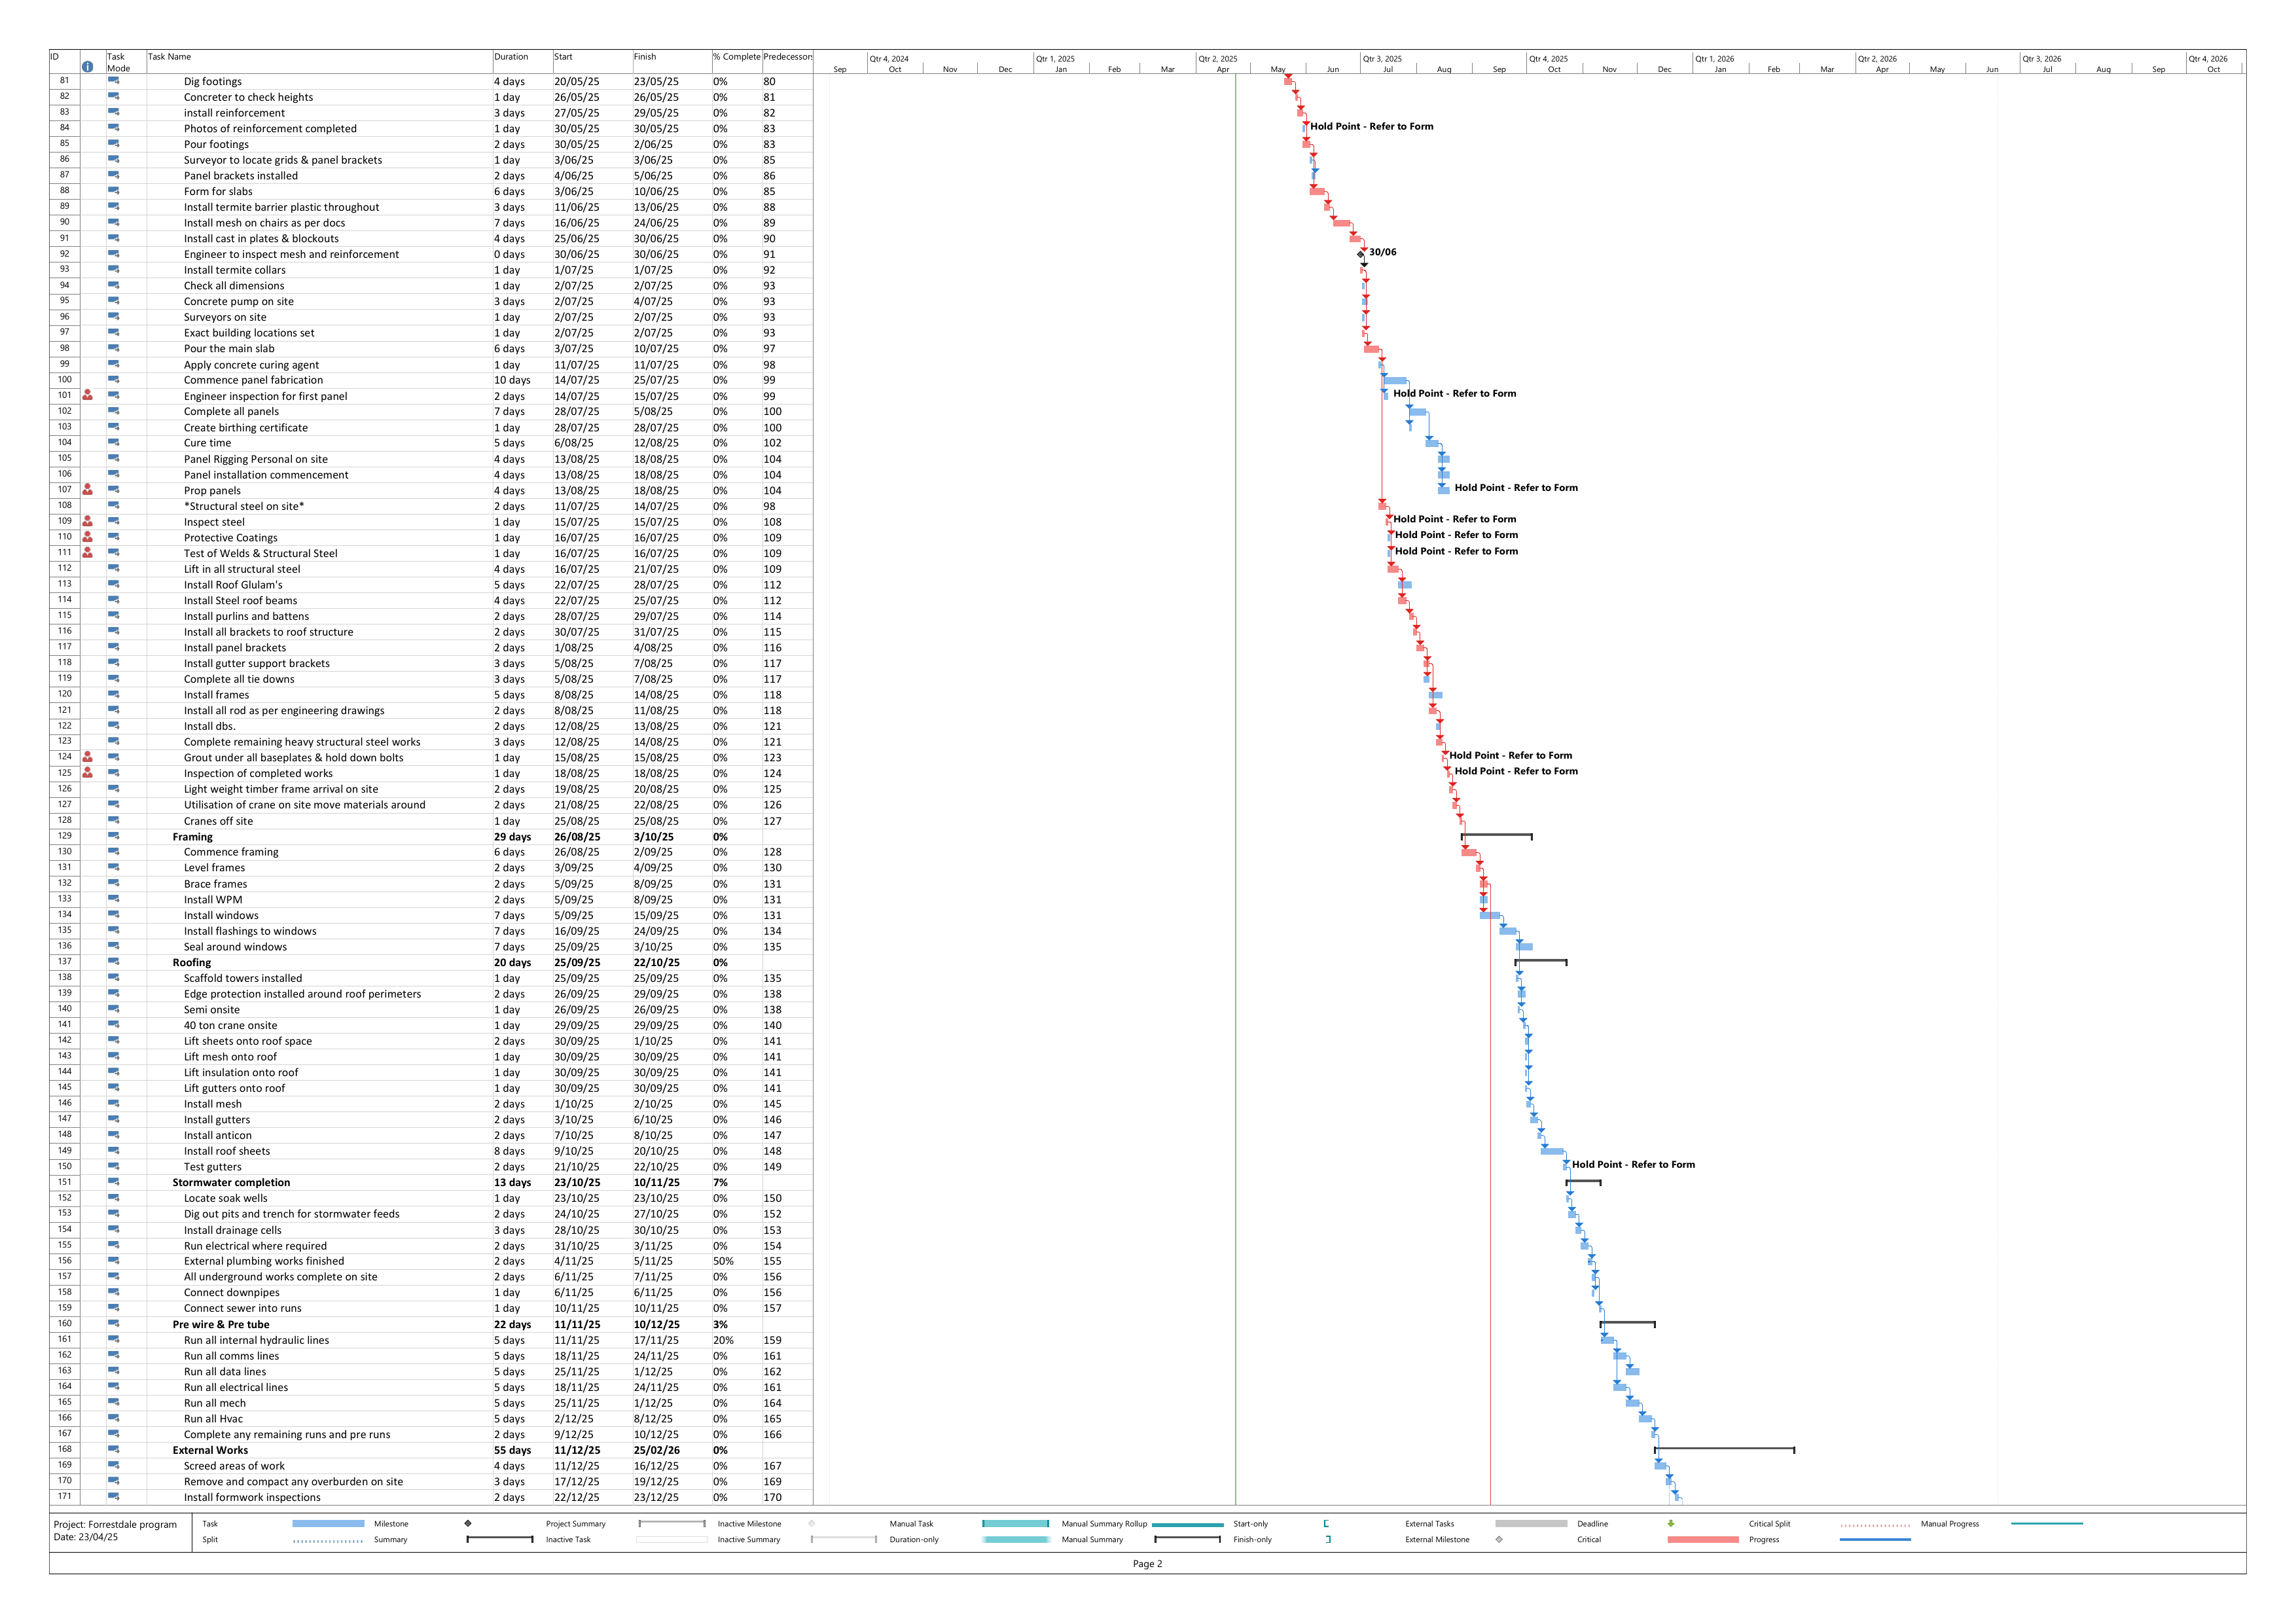 ID Task Mode Task Name Duration Start Finish % Complete Predecessors
Qtr 4, 2024 Qtr 1, 2025 Qtr 2, 2025 Qtr 3, 2025 Qtr 4, 2025 Qtr 1, 2026 Qtr 2, 2026 Qtr 3, 2026 Qtr 4, 2026
Sep Oct Nov Dec Jan Feb Mar Apr May Jun Jul Aug Sep Oct Nov Dec Jan Feb Mar Apr May Jun Jul Aug Sep Oct
81 Dig footings 4 days 20/05/25 23/05/25 0% 80
82 Concreter to check heights 1 day 26/05/25 26/05/25 0% 81
83 install reinforcement 3 days 27/05/25 29/05/25 0% 82
84 Photos of reinforcement completed 1 day 30/05/25 30/05/25 0% 83 Hold Point - Refer to Form
85 Pour footings 2 days 30/05/25 2/06/25 0% 83
86 Surveyor to locate grids & panel brackets 1 day 3/06/25 3/06/25 0% 85
87 Panel brackets installed 2 days 4/06/25 5/06/25 0% 86
88 Form for slabs 6 days 3/06/25 10/06/25 0% 85
89 Install termite barrier plastic throughout 3 days 11/06/25 13/06/25 0% 88
90 Install mesh on chairs as per docs 7 days 16/06/25 24/06/25 0% 89
91 Install cast in plates & blockouts 4 days 25/06/25 30/06/25 0% 90
92 Engineer to inspect mesh and reinforcement 0 days 30/06/25 30/06/25 0% 91 30/06
93 Install termite collars 1 day 1/07/25 1/07/25 0% 92
94 Check all dimensions 1 day 2/07/25 2/07/25 0% 93
95 Concrete pump on site 3 days 2/07/25 4/07/25 0% 93
96 Surveyors on site 1 day 2/07/25 2/07/25 0% 93
97 Exact building locations set 1 day 2/07/25 2/07/25 0% 93
98 Pour the main slab 6 days 3/07/25 10/07/25 0% 97
99 Apply concrete curing agent 1 day 11/07/25 11/07/25 0% 98
100 Commence panel fabrication 10 days 14/07/25 25/07/25 0% 99
101 Engineer inspection for first panel 2 days 14/07/25 15/07/25 0% 99 Hold Point - Refer to Form
102 Complete all panels 7 days 28/07/25 5/08/25 0% 100
103 Create birthing certificate 1 day 28/07/25 28/07/25 0% 100
104 Cure time 5 days 6/08/25 12/08/25 0% 102
105 Panel Rigging Personal on site 4 days 13/08/25 18/08/25 0% 104
106 Panel installation commencement 4 days 13/08/25 18/08/25 0% 104
107 Prop panels 4 days 13/08/25 18/08/25 0% 104 Hold Point - Refer to Form
108 *Structural steel on site* 2 days 11/07/25 14/07/25 0% 98
109 Inspect steel 1 day 15/07/25 15/07/25 0% 108 Hold Point - Refer to Form
110 Protective Coatings 1 day 16/07/25 16/07/25 0% 109 Hold Point - Refer to Form
111 Test of Welds & Structural Steel 1 day 16/07/25 16/07/25 0% 109 Hold Point - Refer to Form
112 Lift in all structural steel 4 days 16/07/25 21/07/25 0% 109
113 Install Roof Glulam's 5 days 22/07/25 28/07/25 0% 112
114 Install Steel roof beams 4 days 22/07/25 25/07/25 0% 112
115 Install purlins and battens 2 days 28/07/25 29/07/25 0% 114
116 Install all brackets to roof structure 2 days 30/07/25 31/07/25 0% 115
117 Install panel brackets 2 days 1/08/25 4/08/25 0% 116
118 Install gutter support brackets 3 days 5/08/25 7/08/25 0% 117
119 Complete all tie downs 3 days 5/08/25 7/08/25 0% 117
120 Install frames 5 days 8/08/25 14/08/25 0% 118
121 Install all rod as per engineering drawings 2 days 8/08/25 11/08/25 0% 118
122 Install dbs. 2 days 12/08/25 13/08/25 0% 121
123 Complete remaining heavy structural steel works 3 days 12/08/25 14/08/25 0% 121
124 Grout under all baseplates & hold down bolts 1 day 15/08/25 15/08/25 0% 123 Hold Point - Refer to Form
125 Inspection of completed works 1 day 18/08/25 18/08/25 0% 124 Hold Point - Refer to Form
126 Light weight timber frame arrival on site 2 days 19/08/25 20/08/25 0% 125
127 Utilisation of crane on site move materials around 2 days 21/08/25 22/08/25 0% 126
128 Cranes off site 1 day 25/08/25 25/08/25 0% 127
129 Framing 29 days 26/08/25 3/10/25 0%
130 Commence framing 6 days 26/08/25 2/09/25 0% 128
131 Level frames 2 days 3/09/25 4/09/25 0% 130
132 Brace frames 2 days 5/09/25 8/09/25 0% 131
133 Install WPM 2 days 5/09/25 8/09/25 0% 131
134 Install windows 7 days 5/09/25 15/09/25 0% 131
135 Install flashings to windows 7 days 16/09/25 24/09/25 0% 134
136 Seal around windows 7 days 25/09/25 3/10/25 0% 135
137 Roofing 20 days 25/09/25 22/10/25 0%
138 Scaffold towers installed 1 day 25/09/25 25/09/25 0% 135
139 Edge protection installed around roof perimeters 2 days 26/09/25 29/09/25 0% 138
140 Semi onsite 1 day 26/09/25 26/09/25 0% 138
141 40 ton crane onsite 1 day 29/09/25 29/09/25 0% 140
142 Lift sheets onto roof space 2 days 30/09/25 1/10/25 0% 141
143 Lift mesh onto roof 1 day 30/09/25 30/09/25 0% 141
144 Lift insulation onto roof 1 day 30/09/25 30/09/25 0% 141
145 Lift gutters onto roof 1 day 30/09/25 30/09/25 0% 141
146 Install mesh 2 days 1/10/25 2/10/25 0% 145
147 Install gutters 2 days 3/10/25 6/10/25 0% 146
148 Install anticon 2 days 7/10/25 8/10/25 0% 147
149 Install roof sheets 8 days 9/10/25 20/10/25 0% 148
150 Test gutters 2 days 21/10/25 22/10/25 0% 149 Hold Point - Refer to Form
151 Stormwater completion 13 days 23/10/25 10/11/25 7%
152 Locate soak wells 1 day 23/10/25 23/10/25 0% 150
153 Dig out pits and trench for stormwater feeds 2 days 24/10/25 27/10/25 0% 152
154 Install drainage cells 3 days 28/10/25 30/10/25 0% 153
155 Run electrical where required 2 days 31/10/25 3/11/25 0% 154
156 External plumbing works finished 2 days 4/11/25 5/11/25 50% 155
157 All underground works complete on site 2 days 6/11/25 7/11/25 0% 156
158 Connect downpipes 1 day 6/11/25 6/11/25 0% 156
159 Connect sewer into runs 1 day 10/11/25 10/11/25 0% 157
160 Pre wire & Pre tube 22 days 11/11/25 10/12/25 3%
161 Run all internal hydraulic lines 5 days 11/11/25 17/11/25 20% 159
162 Run all comms lines 5 days 18/11/25 24/11/25 0% 161
163 Run all data lines 5 days 25/11/25 1/12/25 0% 162
164 Run all electrical lines 5 days 18/11/25 24/11/25 0% 161
165 Run all mech 5 days 25/11/25 1/12/25 0% 164
166 Run all Hvac 5 days 2/12/25 8/12/25 0% 165
167 Complete any remaining runs and pre runs 2 days 9/12/25 10/12/25 0% 166
168 External Works 55 days 11/12/25 25/02/26 0%
169 Screed areas of work 4 days 11/12/25 16/12/25 0% 167
170 Remove and compact any overburden on site 3 days 17/12/25 19/12/25 0% 169
171 Install formwork inspections 2 days 22/12/25 23/12/25 0% 170
Project: Forrestdale program
Date: 23/04/25
Task Milestone Project Summary Inactive Milestone Manual Task Manual Summary Rollup Start-only External Tasks Deadline Critical Split Manual Progress
Split Summary Inactive Task Inactive Summary Duration-only Manual Summary Finish-only External Milestone Critical Progress
Page 2